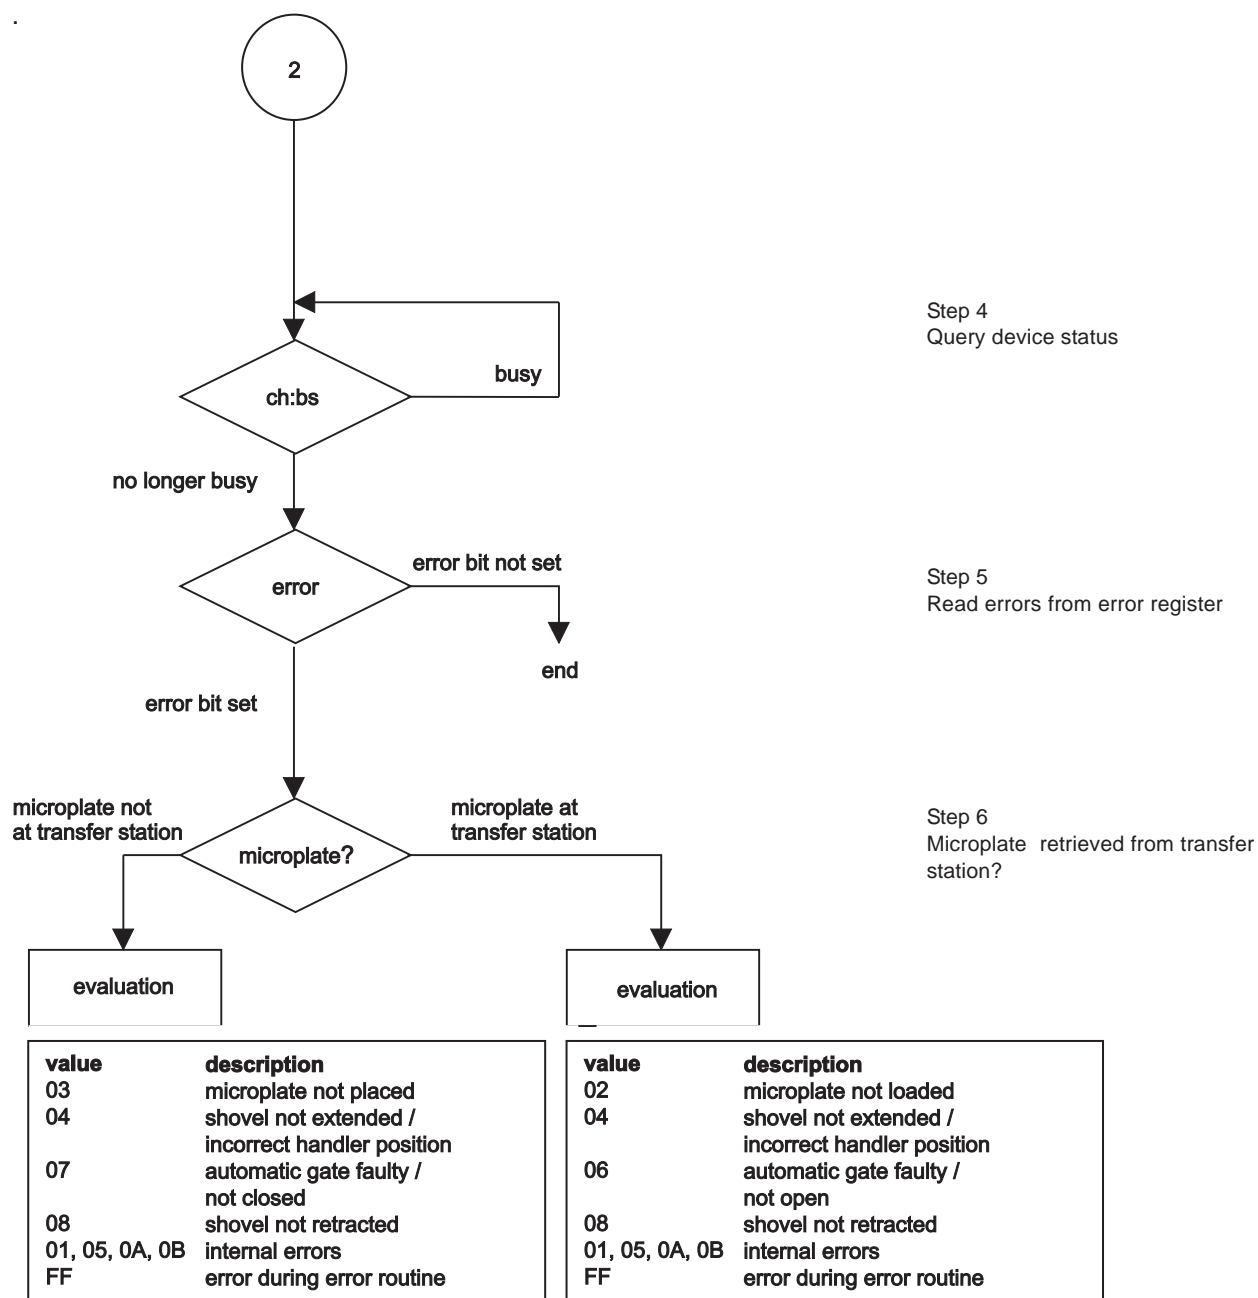 .
2
Step 4
Query device status
busy
ch:bs
no longer busy
error bit not set
error
Step 5
Read errors from error register
end
error bit set
microplate not
at transfer station
microplate at
transfer station
microplate?
Step 6
Microplate retrieved from transfer
station?
evaluation
evaluation
value description
03 microplate not placed
04 shovel not extended /
incorrect handler position
07 automatic gate faulty /
not closed
08 shovel not retracted
01, 05, 0A, 0B internal errors
FF error during error routine
value description
02 microplate not loaded
04 shovel not extended /
incorrect handler position
06 automatic gate faulty /
not open
08 shovel not retracted
01, 05, 0A, 0B internal errors
FF error during error routine